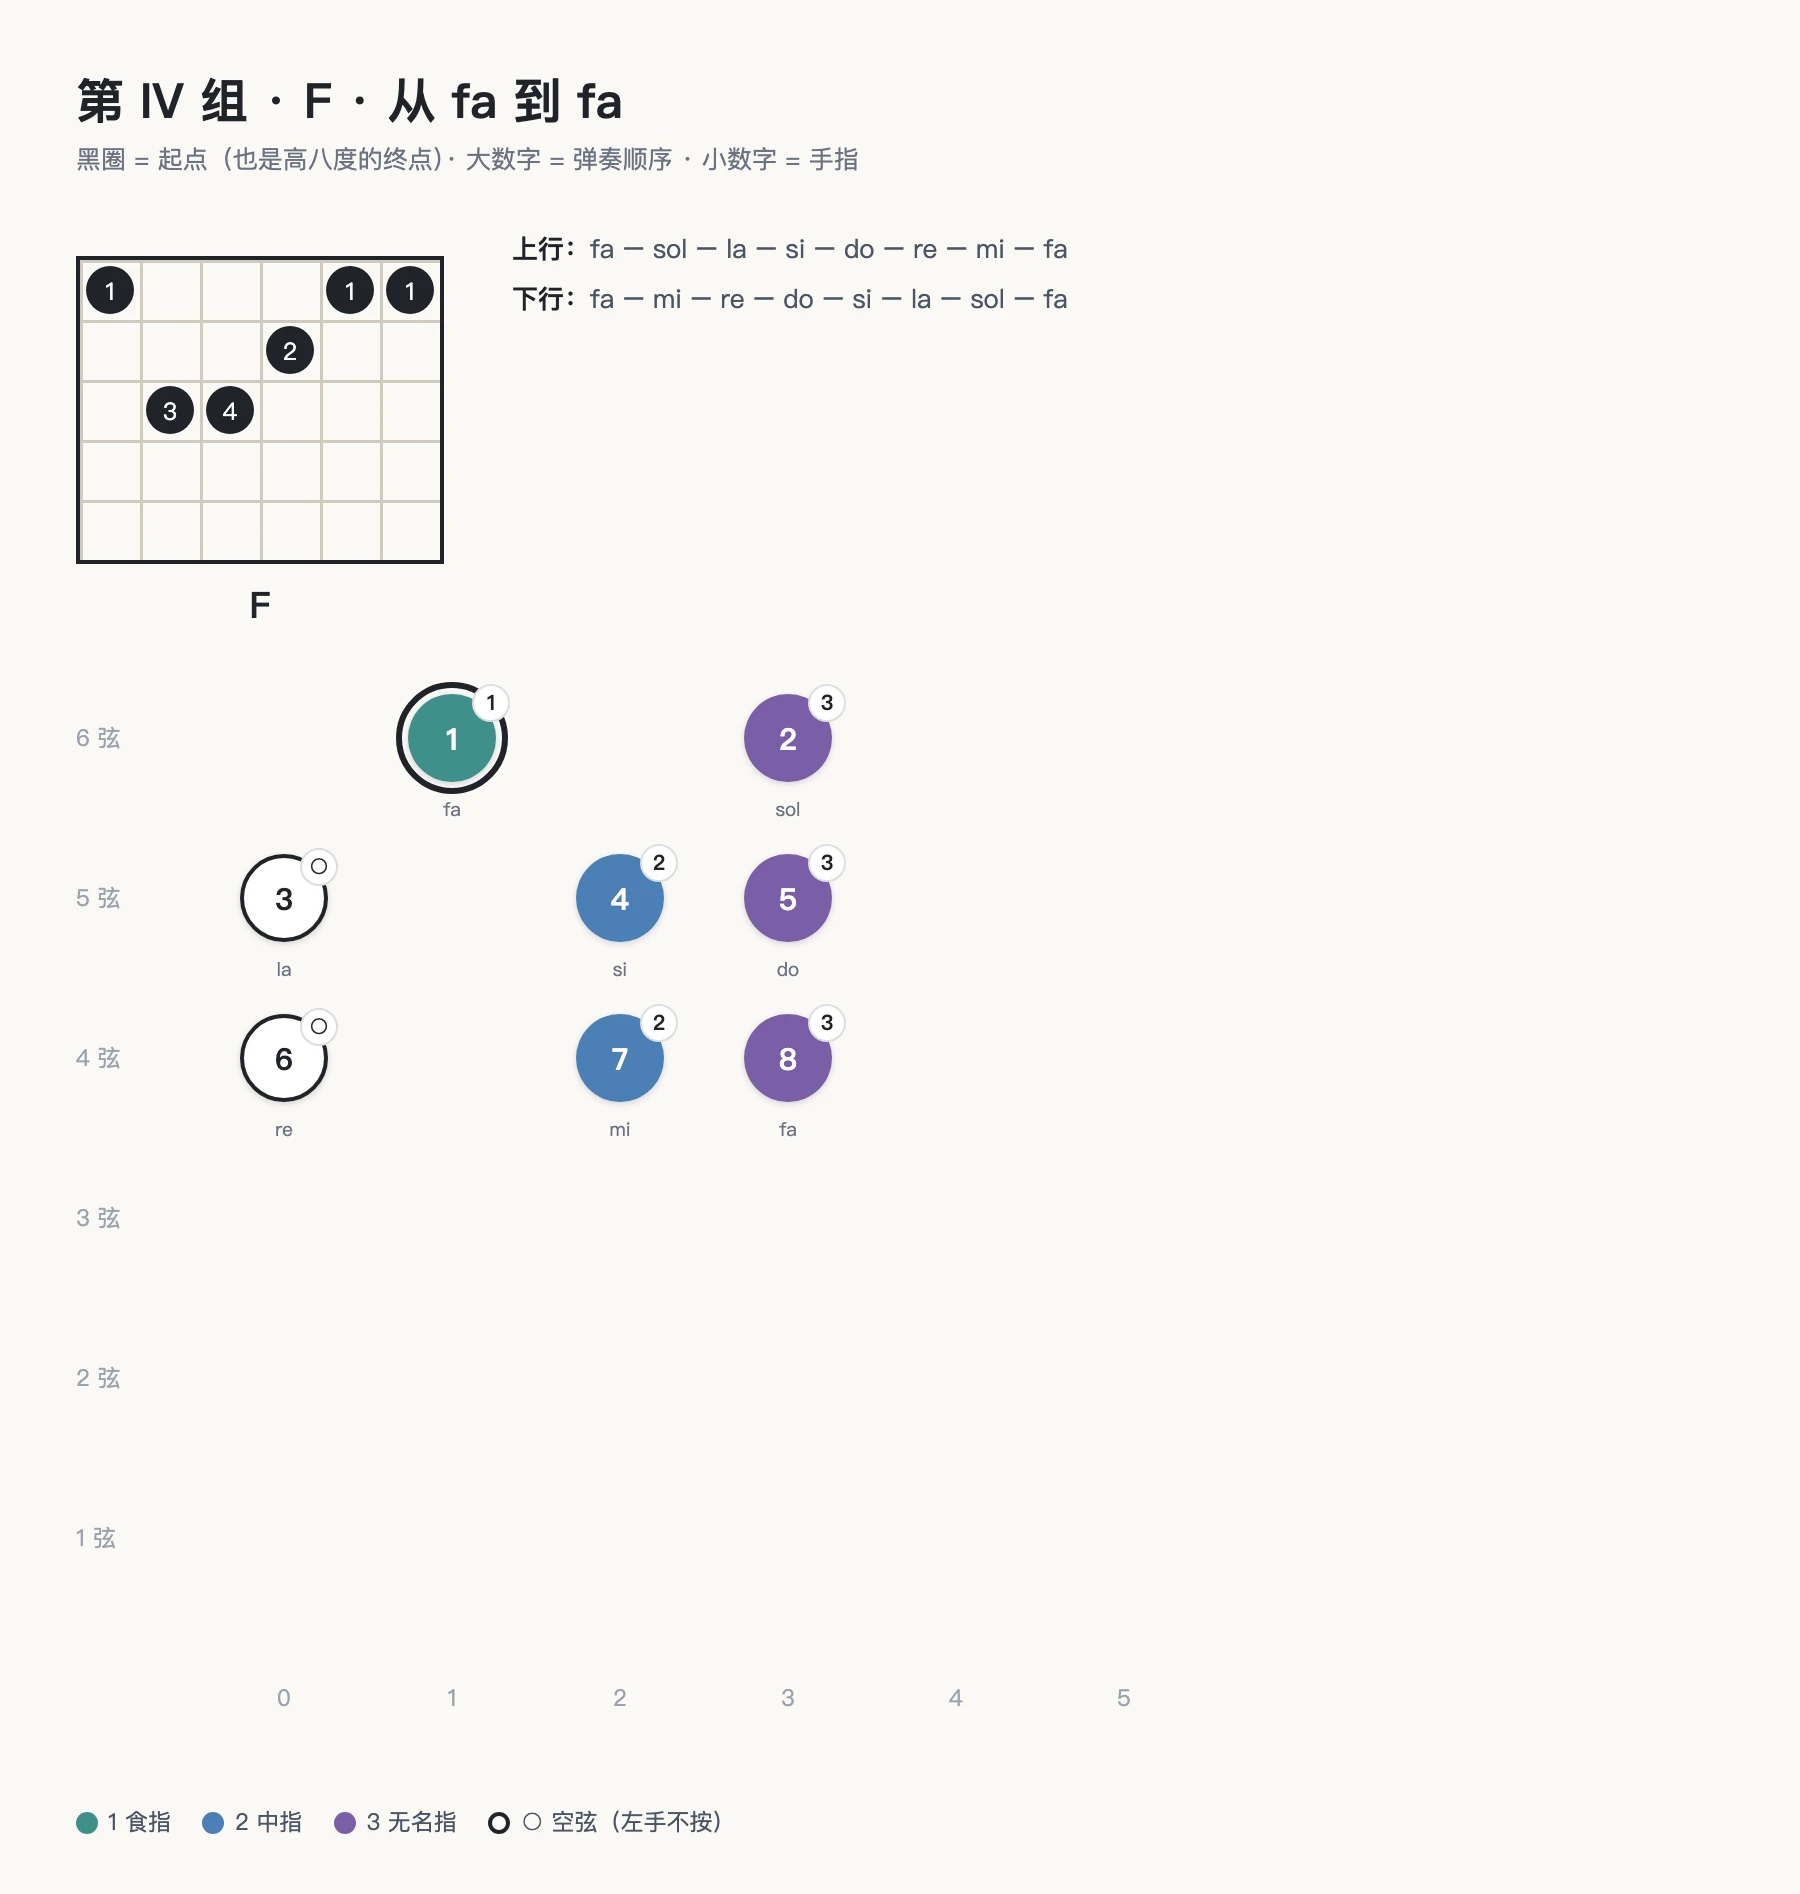 第 IV 组 · F · 从 fa 到 fa
黑圈 = 起点（也是高八度的终点）· 大数字 = 弹奏顺序 · 小数字 = 手指
上行：fa — sol — la — si — do — re — mi — fa
下行：fa — mi — re — do — si — la — sol — fa
1 1 1
2
3 4
F
6 弦 1 1 2 3
fa sol
5 弦 3 ○ 4 2 5 3
la si do
4 弦 6 ○ 7 2 8 3
re mi fa
3 弦
2 弦
1 弦
0 1 2 3 4 5
1 食指 2 中指 3 无名指 ○ 空弦（左手不按）